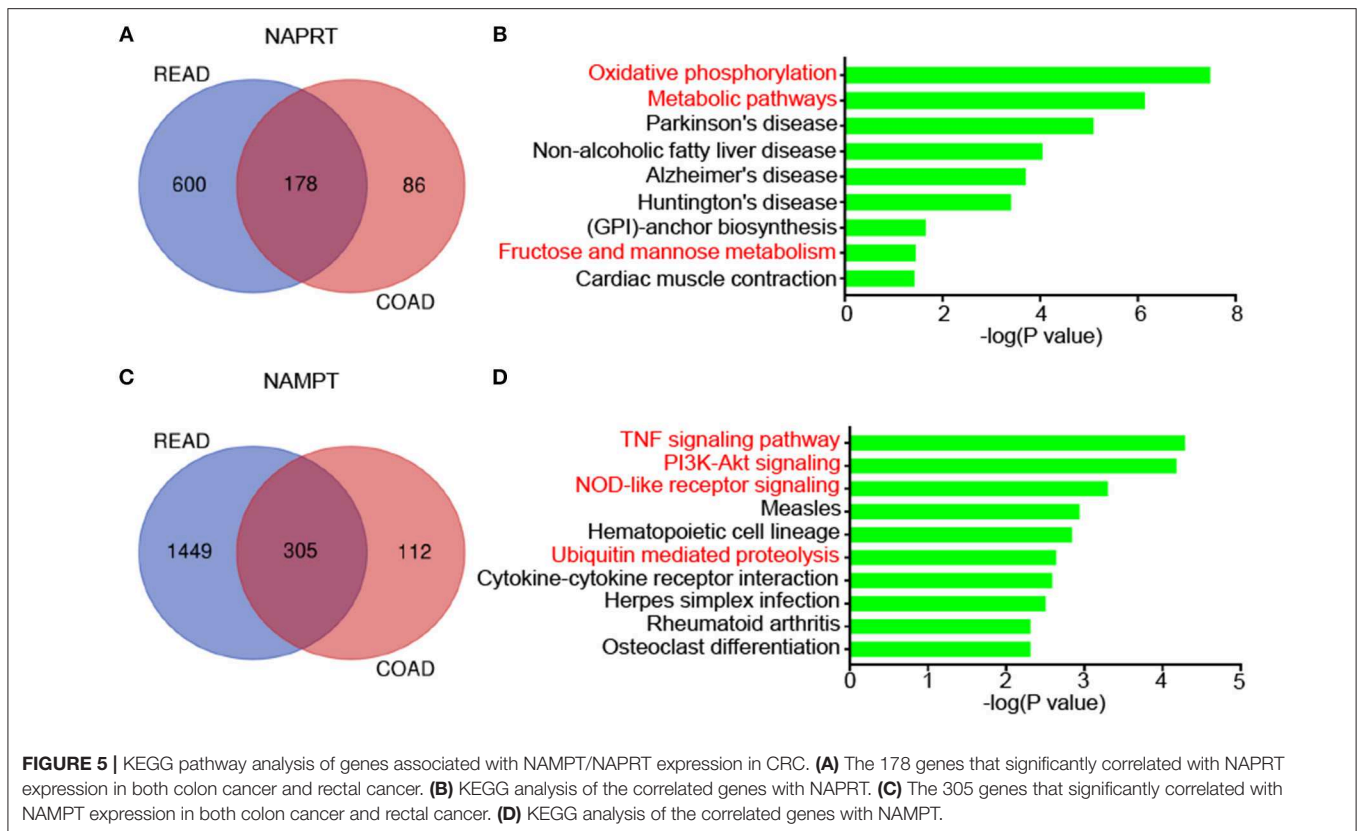 A
NAPRT
READ
600
178
86
COAD
B
Oxidative phosphorylation
Metabolic pathways
Parkinson's disease
Non-alcoholic fatty liver disease
Alzheimer's disease
Huntington's disease
(GPI)-anchor biosynthesis
Fructose and mannose metabolism
Cardiac muscle contraction
0 2 4 6 8
-log(P value)
C
NAMPT
READ
1449
305
112
COAD
D
TNF signaling pathway
PI3K-Akt signaling
NOD-like receptor signaling
Measles
Hematopoietic cell lineage
Ubiquitin mediated proteolysis
Cytokine-cytokine receptor interaction
Herpes simplex infection
Rheumatoid arthritis
Osteoclast differentiation
0 1 2 3 4 5
-log(P value)
FIGURE 5 | KEGG pathway analysis of genes associated with NAMPT/NAPRT expression in CRC. (A) The 178 genes that significantly correlated with NAPRT
expression in both colon cancer and rectal cancer. (B) KEGG analysis of the correlated genes with NAPRT. (C) The 305 genes that significantly correlated with
NAMPT expression in both colon cancer and rectal cancer. (D) KEGG analysis of the correlated genes with NAMPT.